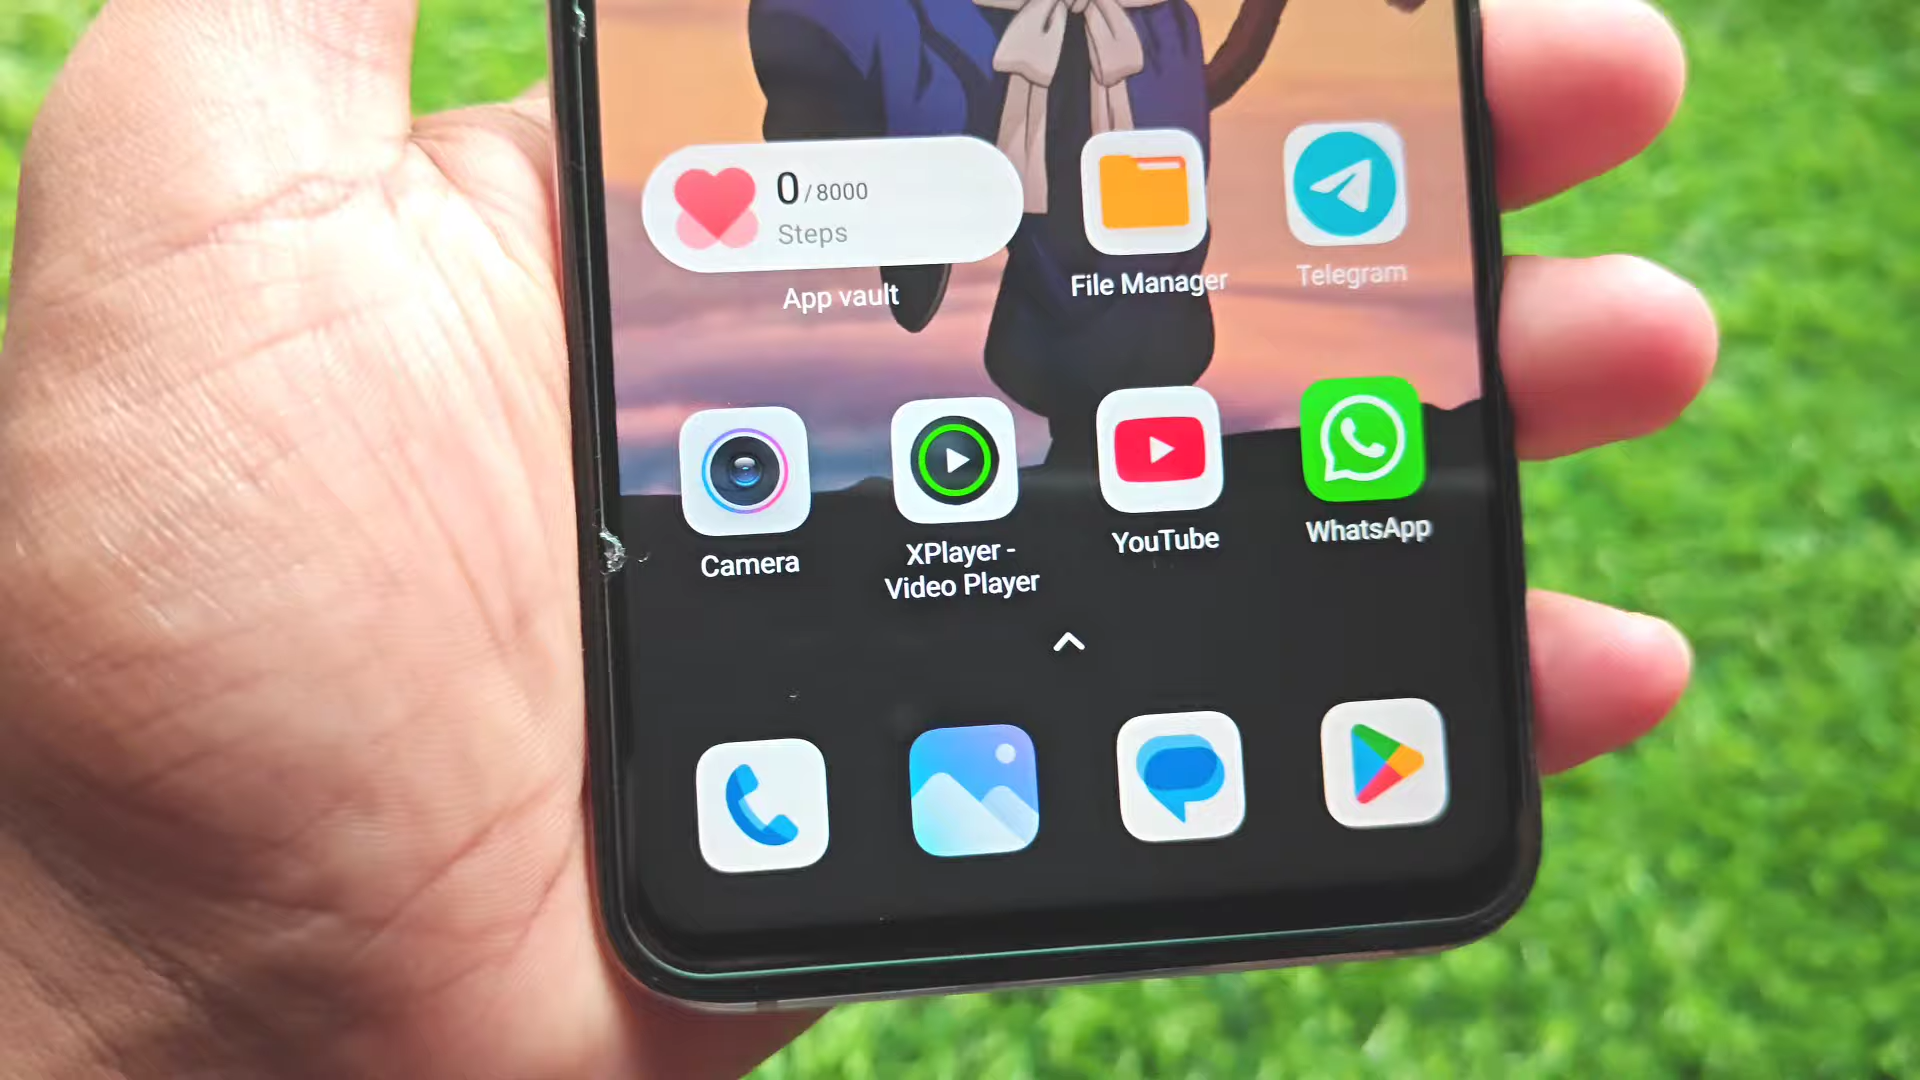 0/8000
Steps
App vault
File Manager
Telegram
Camera
XPlayer -
Video Player
YouTube
WhatsApp